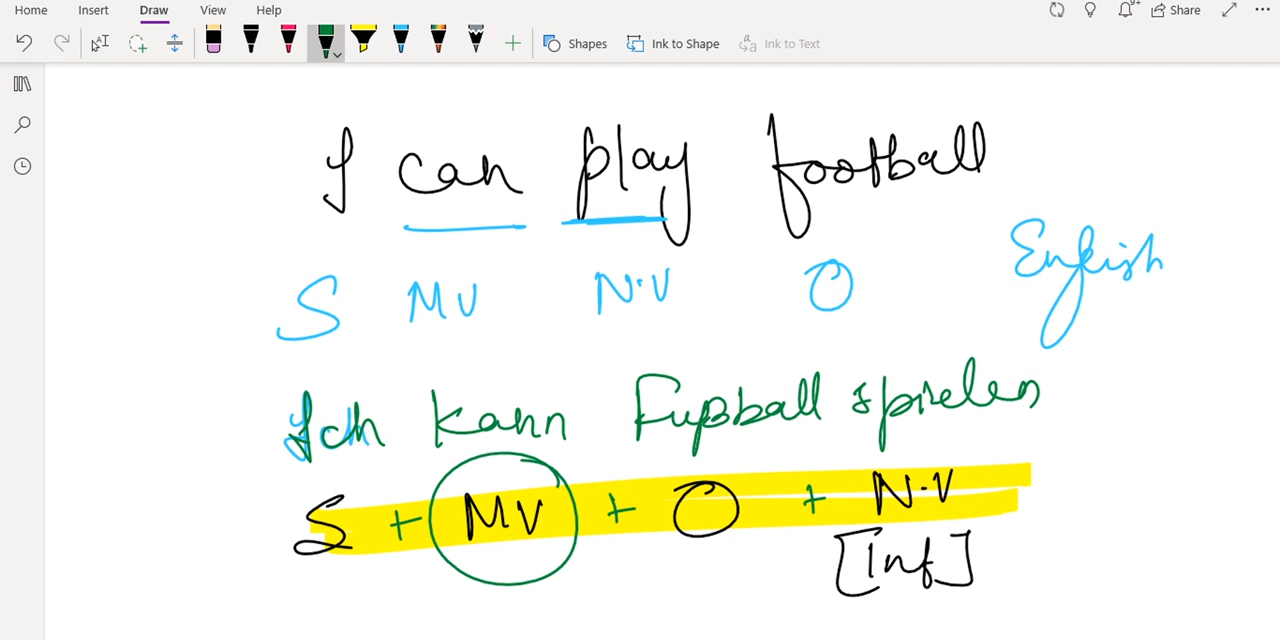 Home Insert Draw View Help
Share
Shapes Ink to Shape Ink to Text
I can play football
English
S MV N·V O
Ich kann Fußball spielen
S + MV + O + N·V
[Inf]